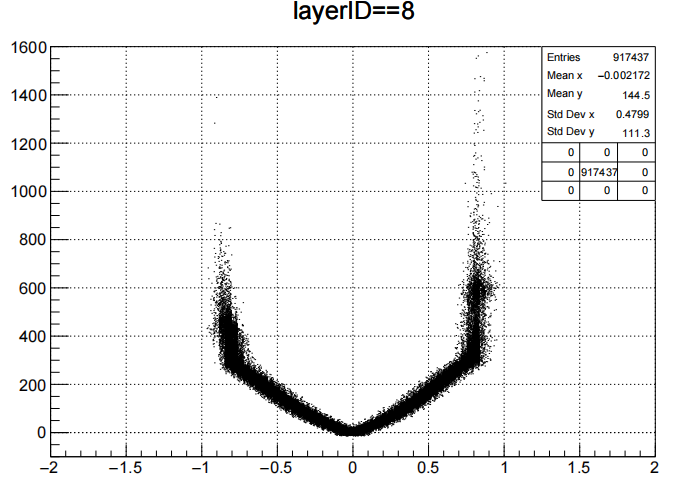 layerID==8
1600
1400
1200
1000
800
600
400
200
0
−2 −1.5 −1 −0.5 0 0.5 1 1.5 2
Entries 917437
Mean x −0.002172
Mean y 144.5
Std Dev x 0.4799
Std Dev y 111.3
0 0 0
0 917437 0
0 0 0